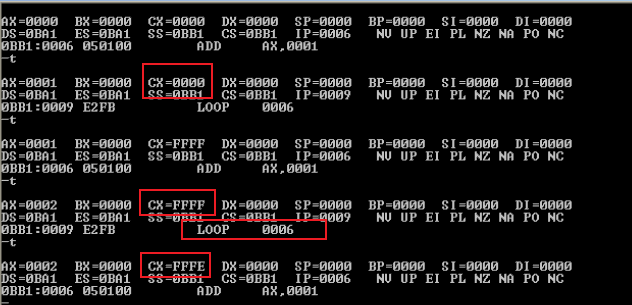 AX=0000 BX=0000 CX=0000 DX=0000 SP=0000 BP=0000 SI=0000 DI=0000
DS=0BA1 ES=0BA1 SS=0BB1 CS=0BB1 IP=0006 NV UP EI PL NZ NA PO NC
0BB1:0006 050100 ADD AX,0001
-t
AX=0001 BX=0000 CX=0000 DX=0000 SP=0000 BP=0000 SI=0000 DI=0000
DS=0BA1 ES=0BA1 SS=0BB1 CS=0BB1 IP=0009 NV UP EI PL NZ NA PO NC
0BB1:0009 E2FB LOOP 0006
-t
AX=0001 BX=0000 CX=FFFF DX=0000 SP=0000 BP=0000 SI=0000 DI=0000
DS=0BA1 ES=0BA1 SS=0BB1 CS=0BB1 IP=0006 NV UP EI PL NZ NA PO NC
0BB1:0006 050100 ADD AX,0001
-t
AX=0002 BX=0000 CX=FFFF DX=0000 SP=0000 BP=0000 SI=0000 DI=0000
DS=0BA1 ES=0BA1 SS=0BB1 CS=0BB1 IP=0009 NV UP EI PL NZ NA PO NC
0BB1:0009 E2FB LOOP 0006
-t
AX=0002 BX=0000 CX=FFFE DX=0000 SP=0000 BP=0000 SI=0000 DI=0000
DS=0BA1 ES=0BA1 SS=0BB1 CS=0BB1 IP=0006 NV UP EI PL NZ NA PO NC
0BB1:0006 050100 ADD AX,0001